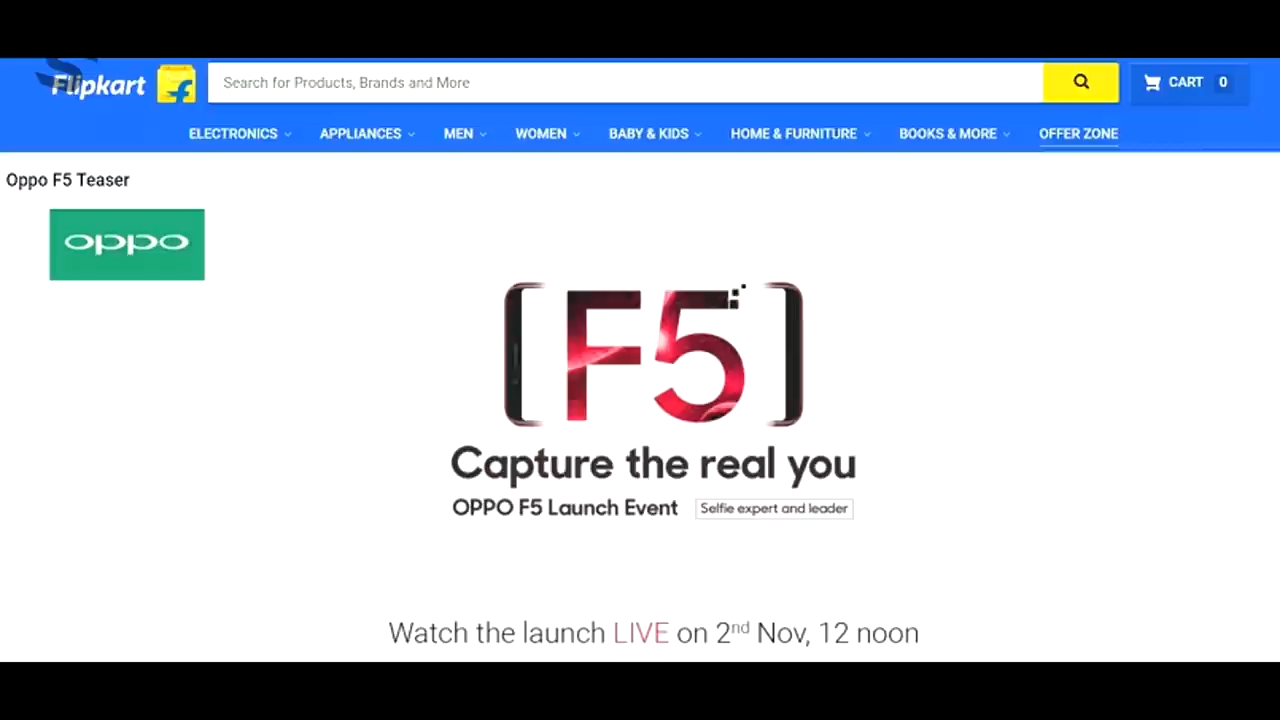 Flipkart
Search for Products, Brands and More
CART 0
ELECTRONICS APPLIANCES MEN WOMEN BABY & KIDS HOME & FURNITURE BOOKS & MORE OFFER ZONE
Oppo F5 Teaser
oppo
F5
Capture the real you
OPPO F5 Launch Event Selfie expert and leader
Watch the launch LIVE on 2nd Nov, 12 noon